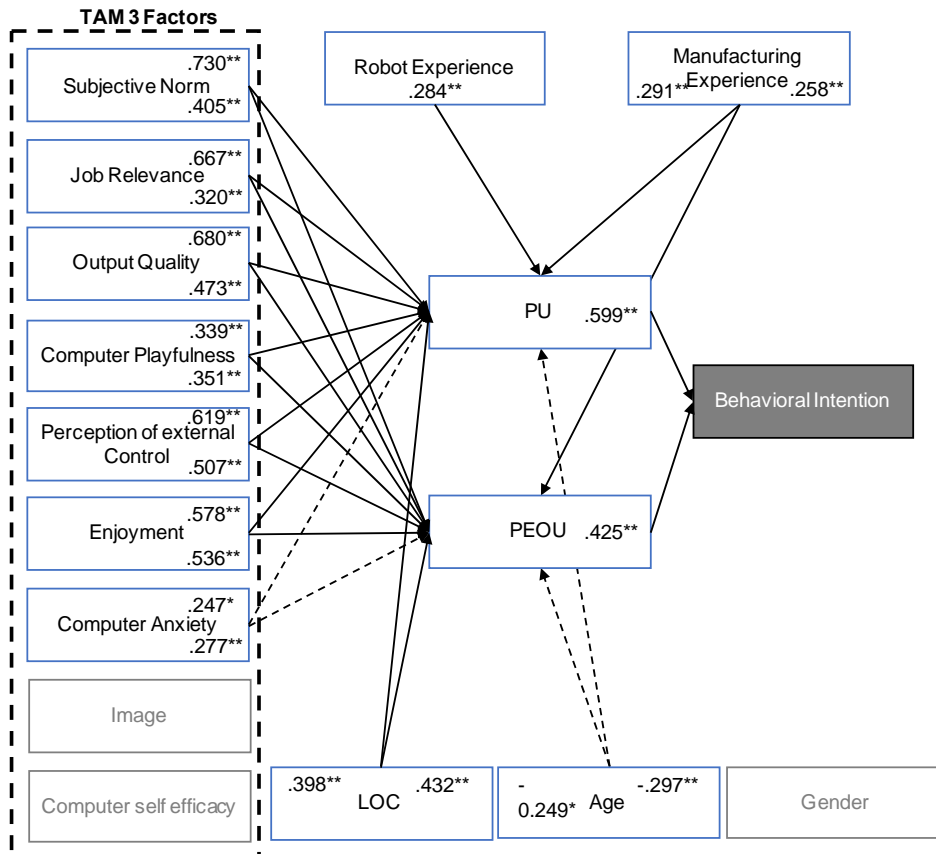 TAM 3 Factors
.730**
Subjective Norm
.405**
.667**
Job Relevance
.320**
.680**
Output Quality
.473**
.339**
Computer Playfulness
.351**
.619**
Perception of external
Control
.507**
.578**
Enjoyment
.536**
.247*
Computer Anxiety
.277**
Image
Computer self efficacy
Robot Experience
.284**
Manufacturing
Experience
.291** .258**
PU .599**
Behavioral Intention
PEOU .425**
.398** .432**
LOC
- -.297**
0.249* Age
Gender